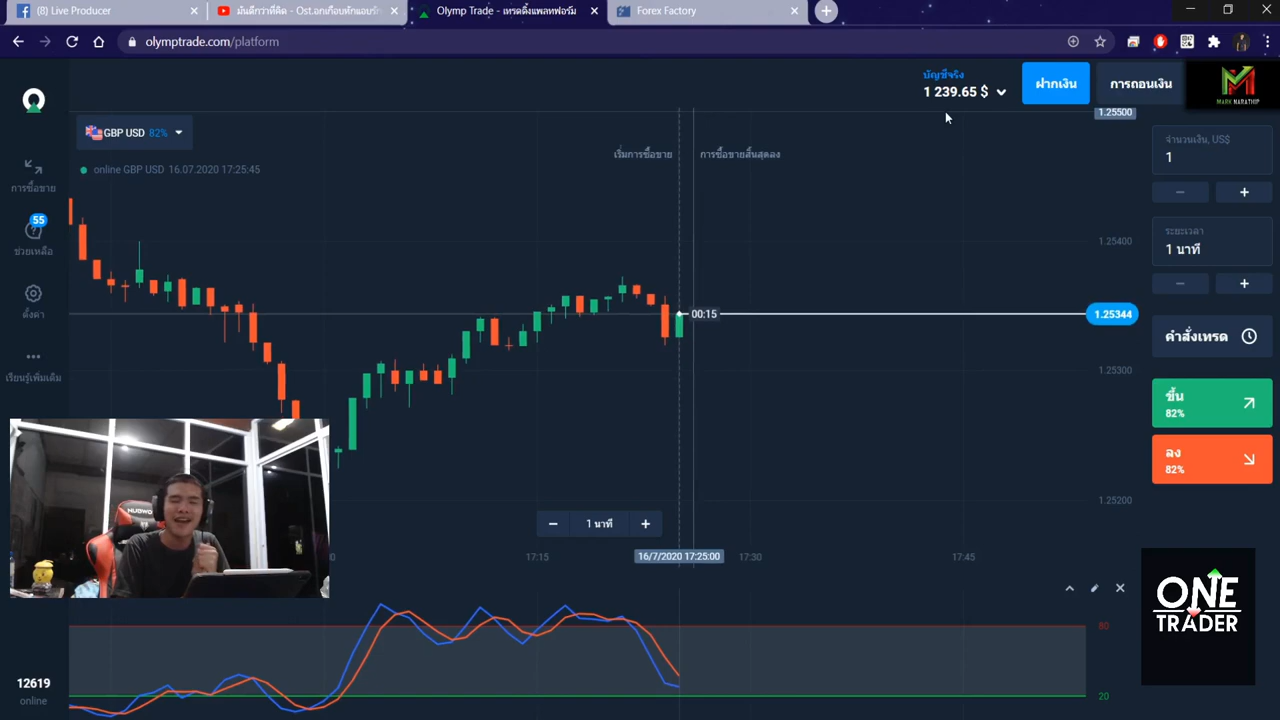 (8) Live Producer
มันดีกว่าที่คิด - Ost.อกเกือบหักแอบรัก
Olymp Trade - เทรดดิ้งแพลทฟอร์ม
Forex Factory
olymptrade.com/platform
บัญชีจริง
1 239.65 $
ฝากเงิน
การถอนเงิน
MARK NARATHIP
GBP USD 82%
online GBP USD 16.07.2020 17:25:45
เริ่มการซื้อขาย
การซื้อขายสิ้นสุดลง
1.25500
จำนวนเงิน, US$
1
การซื้อขาย
55
ช่วยเหลือ
ระยะเวลา
1 นาที
1.25400
ตั้งค่า
00:15
1.25344
คำสั่งเทรด
เรียนรู้เพิ่มเติม
1.25300
ขึ้น
82%
ลง
82%
1.25200
1 นาที
17:15
16/7/2020 17:25:00
17:30
17:45
ONE
TRADER
80
20
12619
online